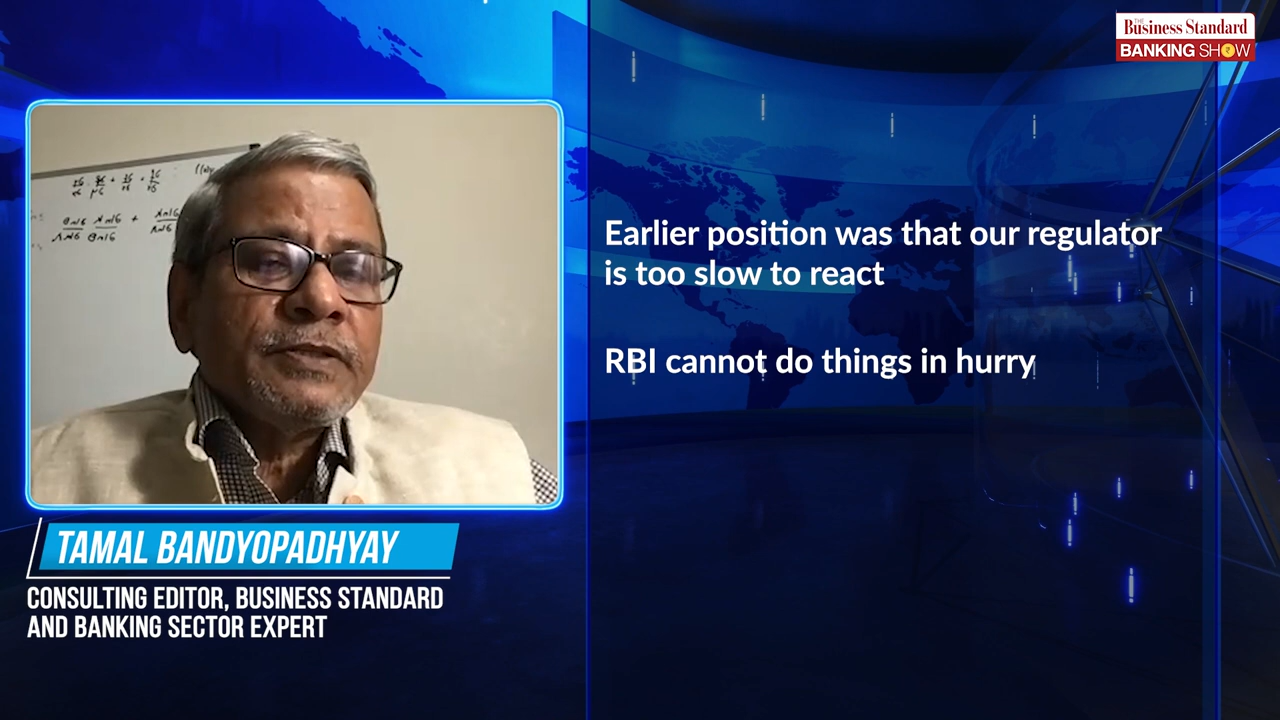 THE
Business Standard
BANKING SHOW
Earlier position was that our regulator
is too slow to react
RBI cannot do things in hurry
TAMAL BANDYOPADHYAY
CONSULTING EDITOR, BUSINESS STANDARD
AND BANKING SECTOR EXPERT